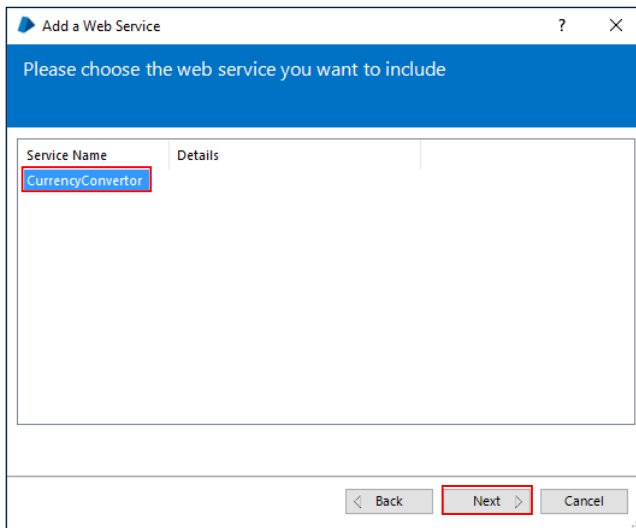 Add a Web Service ?
Please choose the web service you want to include
Service Name Details
CurrencyConvertor
Back Next Cancel